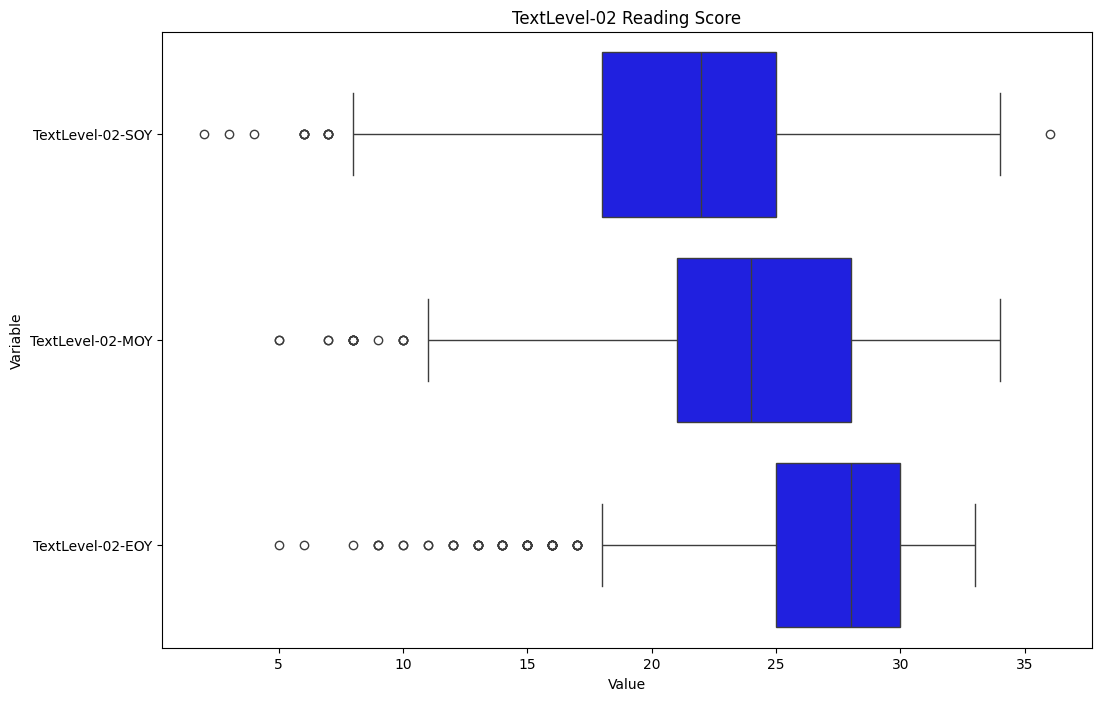 TextLevel-02 Reading Score
Variable
TextLevel-02-SOY
TextLevel-02-MOY
TextLevel-02-EOY
5 10 15 20 25 30 35
Value